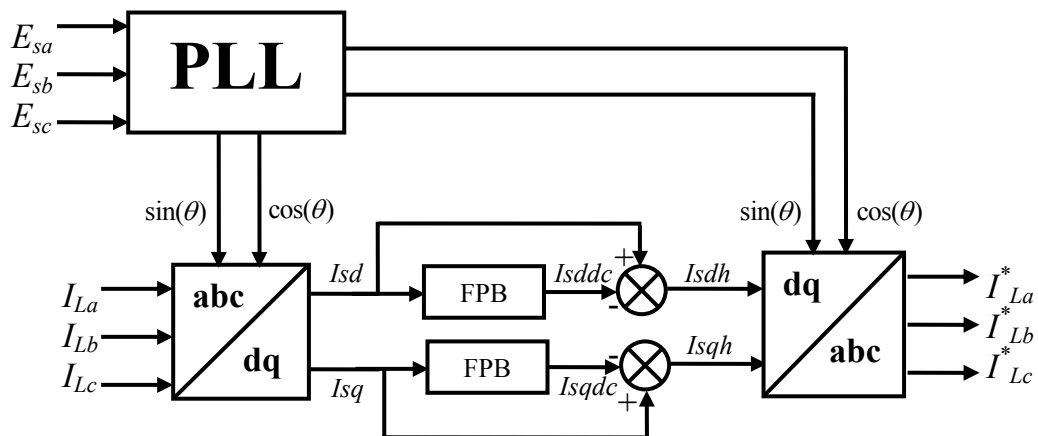 E_sa
E_sb
E_sc
PLL
sin(θ)
cos(θ)
sin(θ)
cos(θ)
I_La
I_Lb
I_Lc
abc
dq
Isd
Isq
FPB
FPB
Isddc
Isqdc
+
-
-
+
Isdh
Isqh
dq
abc
I*_La
I*_Lb
I*_Lc